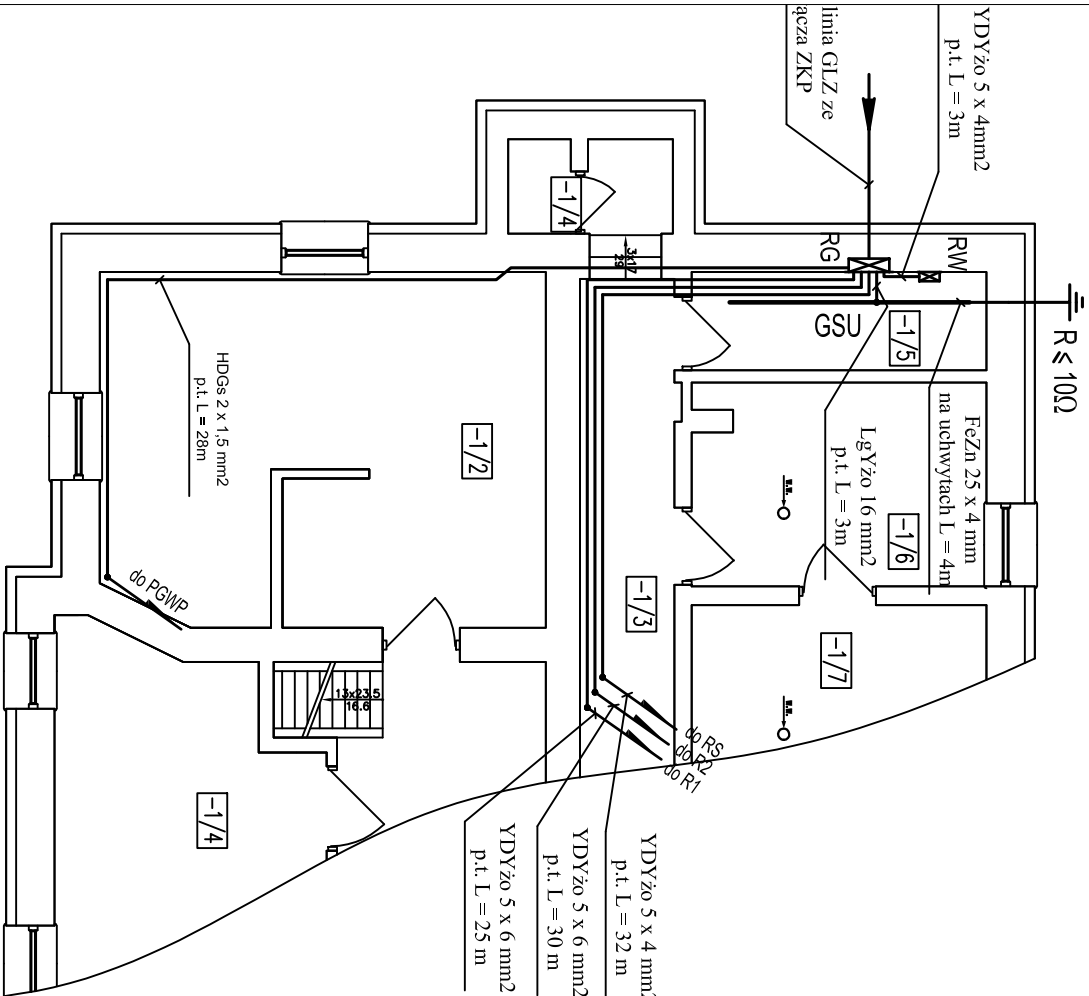 YDYżo 5 x 4mm2
p.t. L = 3m
linia GLZ ze
ącza ZKP
RG
RW
GSU
R ⩽ 10Ω
FeZn 25 x 4 mm
na uchwytach L = 4m
LgYżo 16 mm2
p.t. L = 3m
-1/4
3x17
29
-1/5
-1/6
-1/2
-1/3
-1/7
HDGs 2 x 1,5 mm2
p.t. L = 28m
do PGWP
13x23.5
16.6
do RS
do R2
do R1
-1/4
YDYżo 5 x 4 mm2
p.t. L = 32 m
YDYżo 5 x 6 mm2
p.t. L = 30 m
YDYżo 5 x 6 mm2
p.t. L = 25 m